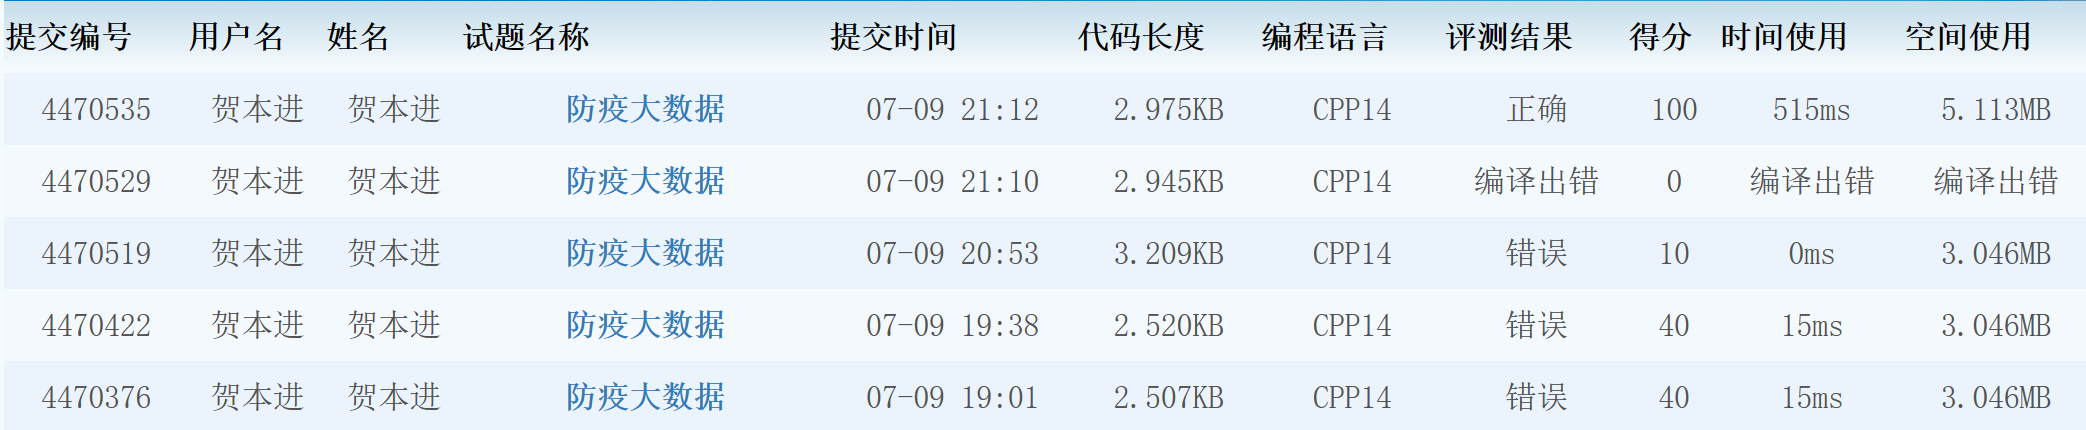 提交编号 用户名 姓名 试题名称 提交时间 代码长度 编程语言 评测结果 得分 时间使用 空间使用
4470535 贺本进 贺本进 防疫大数据 07-09 21:12 2.975KB CPP14 正确 100 515ms 5.113MB
4470529 贺本进 贺本进 防疫大数据 07-09 21:10 2.945KB CPP14 编译出错 0 编译出错 编译出错
4470519 贺本进 贺本进 防疫大数据 07-09 20:53 3.209KB CPP14 错误 10 0ms 3.046MB
4470422 贺本进 贺本进 防疫大数据 07-09 19:38 2.520KB CPP14 错误 40 15ms 3.046MB
4470376 贺本进 贺本进 防疫大数据 07-09 19:01 2.507KB CPP14 错误 40 15ms 3.046MB